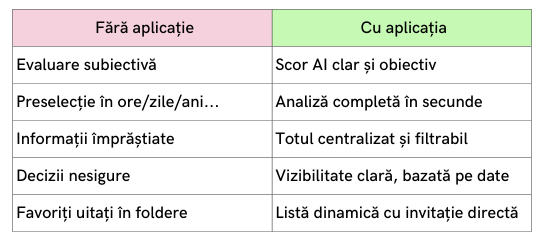 Fără aplicație Cu aplicația
Evaluare subiectivă Scor AI clar și obiectiv
Preselecție în ore/zile/ani... Analiză completă în secunde
Informații împrăștiate Totul centralizat și filtrabil
Decizii nesigure Vizibilitate clară, bazată pe date
Favoriți uitați în foldere Listă dinamică cu invitație directă